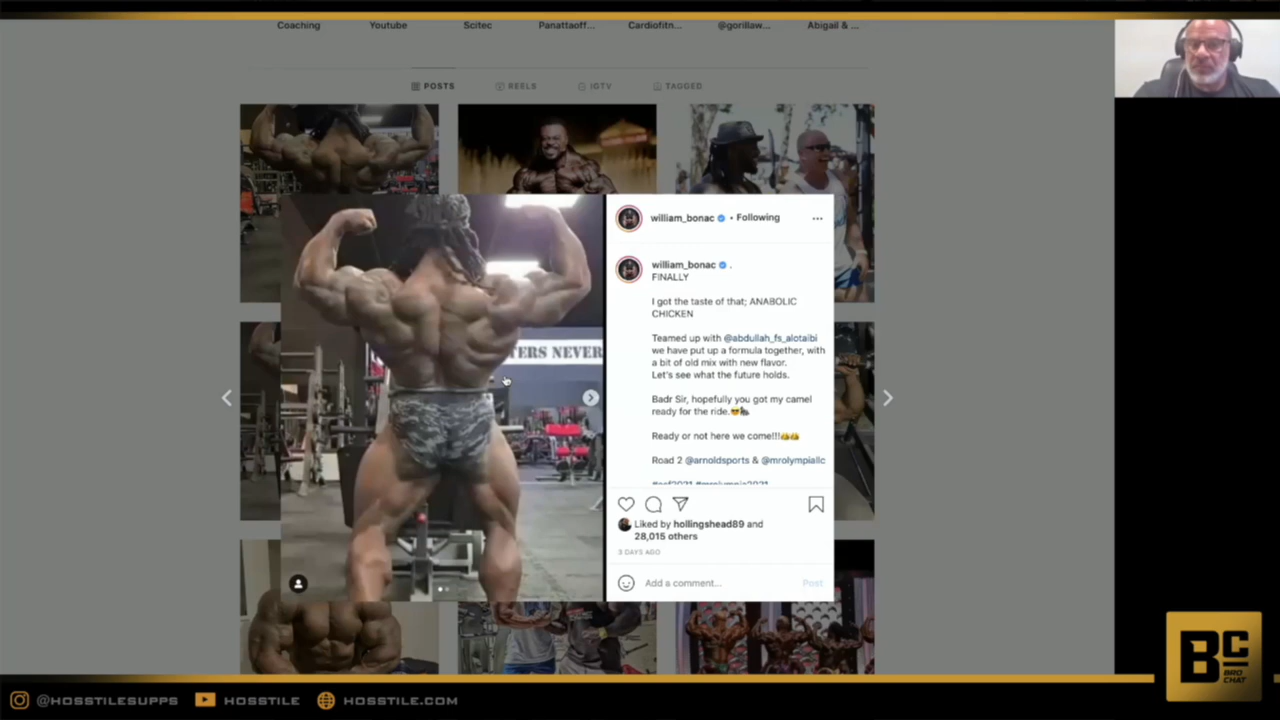 Coaching Youtube Scitec Panattaoff... Cardiofitn... @gorillaw... Abigail & ...
POSTS REELS IGTV TAGGED
TERS NEVER
william_bonac • Following
william_bonac .
FINALLY
I got the taste of that; ANABOLIC
CHICKEN
Teamed up with @abdullah_fs_alotaibi
we have put up a formula together, with
a bit of old mix with new flavor.
Let's see what the future holds.
Badr Sir, hopefully you got my camel
ready for the ride.😎🐪
Ready or not here we come!!!
Road 2 @arnoldsports & @mrolympiallc
Liked by hollingshead89 and
28,015 others
3 DAYS AGO
Add a comment... Post
BC
BRO
CHAT
@HOSSTILESUPPS HOSSTILE HOSSTILE.COM